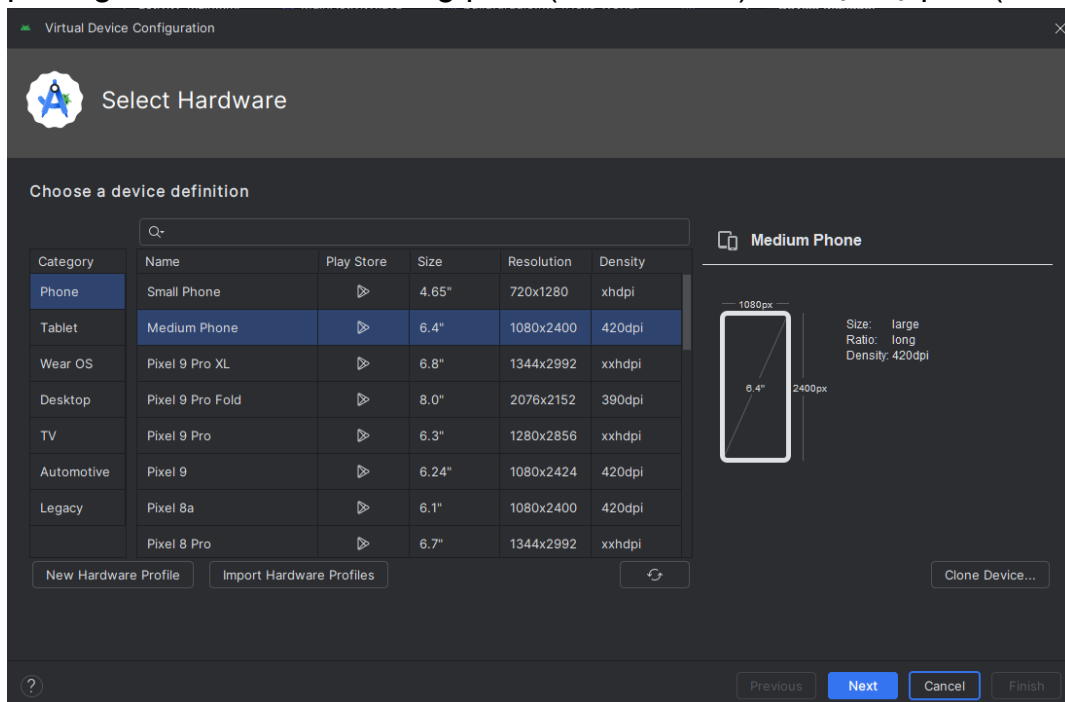 Virtual Device Configuration
Select Hardware
Choose a device definition
Category
Phone
Tablet
Wear OS
Desktop
TV
Automotive
Legacy
Name Play Store Size Resolution Density
Small Phone 4.65" 720x1280 xhdpi
Medium Phone 6.4" 1080x2400 420dpi
Pixel 9 Pro XL 6.8" 1344x2992 xxhdpi
Pixel 9 Pro Fold 8.0" 2076x2152 390dpi
Pixel 9 Pro 6.3" 1280x2856 xxhdpi
Pixel 9 6.24" 1080x2424 420dpi
Pixel 8a 6.1" 1080x2400 420dpi
Pixel 8 Pro 6.7" 1344x2992 xxhdpi
New Hardware Profile Import Hardware Profiles
Medium Phone
1080px
6.4" 2400px
Size: large
Ratio: long
Density: 420dpi
Clone Device...
? Previous Next Cancel Finish